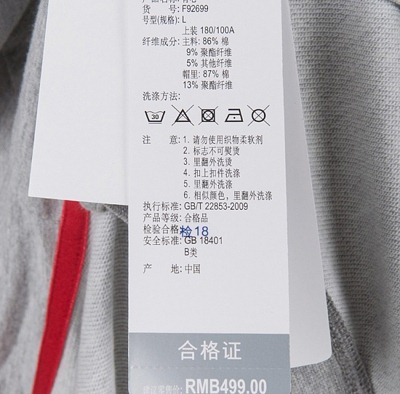 货　号: F92699
号型(规格): L
上装 180/100A
纤维成分: 主料: 86% 棉
9% 聚酯纤维
5% 其他纤维
帽里: 87% 棉
13% 聚酯纤维
洗涤方法:
30
注　意: 1. 请勿使用织物柔软剂
2. 标志不可熨烫
3. 里翻外洗烫
4. 扣上扣件洗涤
5. 里翻外洗涤
6. 相似颜色，里翻外洗涤
执行标准: GB/T 22853-2009
产品等级: 合格品
检验合格: 检18
安全标准: GB 18401
B类
产　地: 中国
合格证
RMB499.00